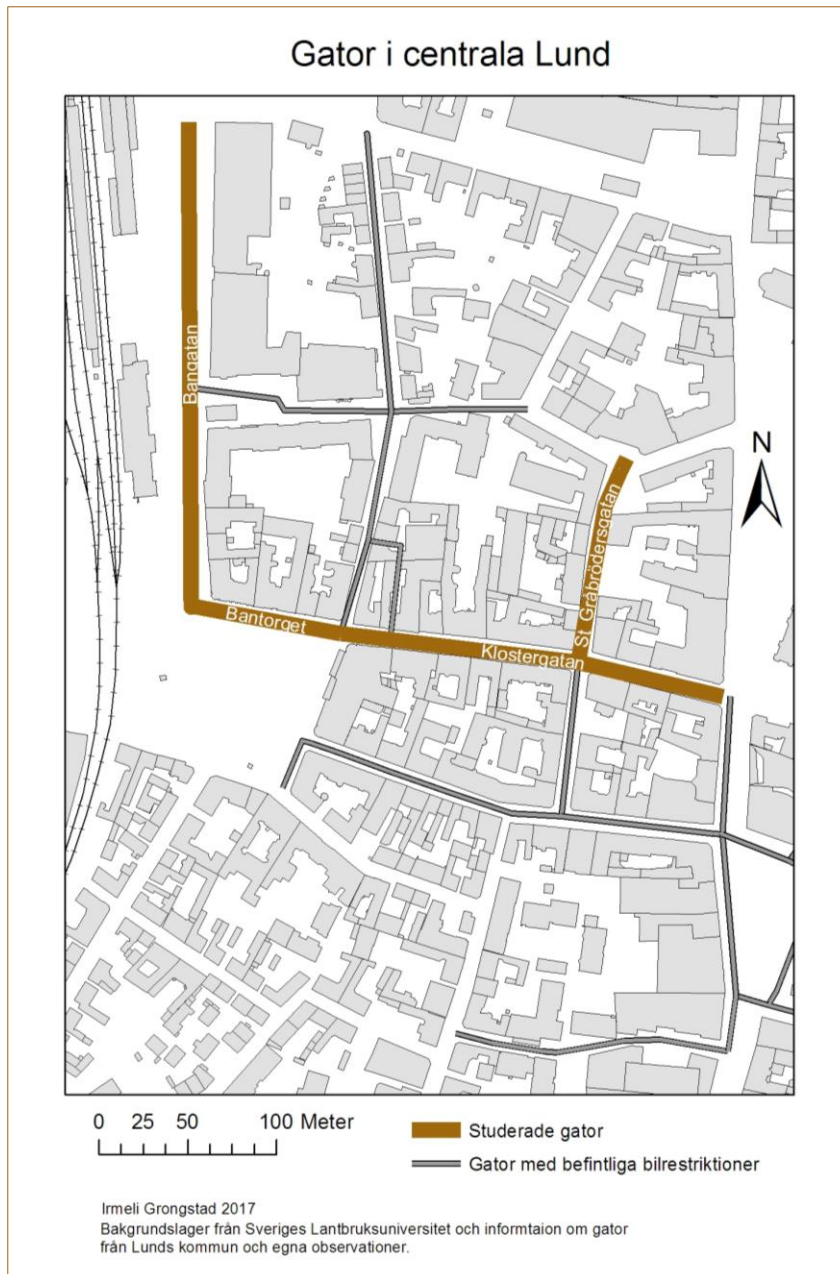 Gator i centrala Lund
Bangatan
N
St Gråbrödersgatan
Bantorget
Klostergatan
0 25 50 100 Meter
Studerade gator
Gator med befintliga bilrestriktioner
Irmeli Grongstad 2017
Bakgrundslager från Sveriges Lantbruksuniversitet och informtaion om gator
från Lunds kommun och egna observationer.